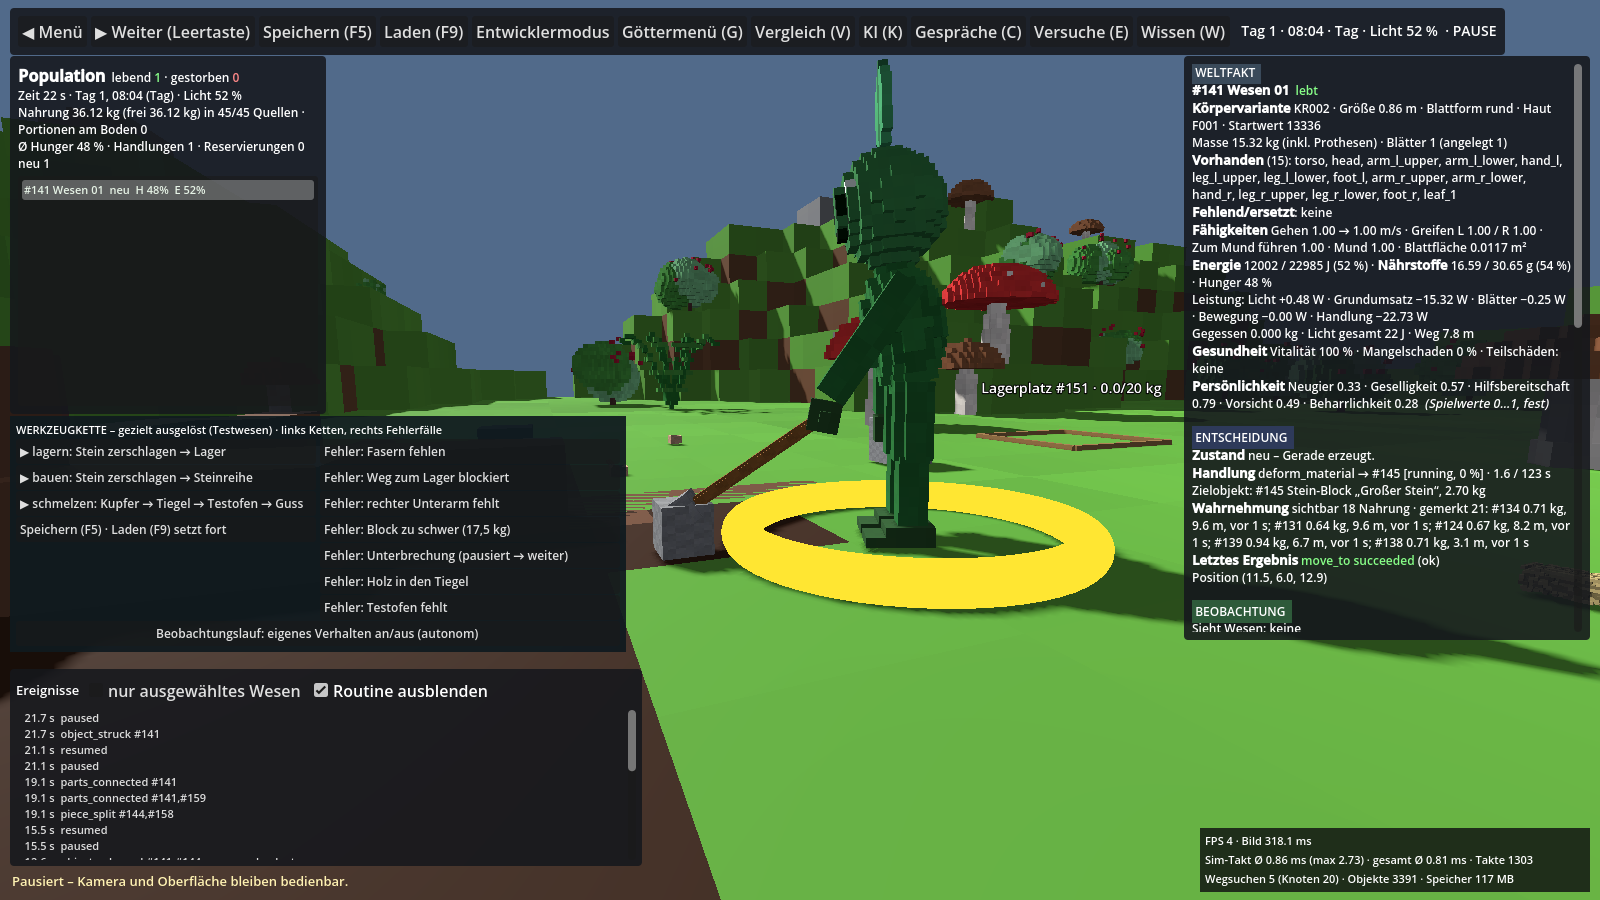 ◀ Menü ▶ Weiter (Leertaste) Speichern (F5) Laden (F9) Entwicklermodus Göttermenü (G) Vergleich (V) KI (K) Gespräche (C) Versuche (E) Wissen (W) Tag 1 · 08:04 · Tag · Licht 52 % · PAUSE
Population lebend 1 · gestorben 0
Zeit 22 s · Tag 1, 08:04 (Tag) · Licht 52 %
Nahrung 36.12 kg (frei 36.12 kg) in 45/45 Quellen ·
Portionen am Boden 0
Ø Hunger 48 % · Handlungen 1 · Reservierungen 0
neu 1
#141 Wesen 01 neu H 48% E 52%
WERKZEUGKETTE – gezielt ausgelöst (Testwesen) · links Ketten, rechts Fehlerfälle
▶ lagern: Stein zerschlagen → Lager
▶ bauen: Stein zerschlagen → Steinreihe
▶ schmelzen: Kupfer → Tiegel → Testofen → Guss
Speichern (F5) · Laden (F9) setzt fort
Fehler: Fasern fehlen
Fehler: Weg zum Lager blockiert
Fehler: rechter Unterarm fehlt
Fehler: Block zu schwer (17,5 kg)
Fehler: Unterbrechung (pausiert → weiter)
Fehler: Holz in den Tiegel
Fehler: Testofen fehlt
Beobachtungslauf: eigenes Verhalten an/aus (autonom)
Ereignisse nur ausgewähltes Wesen Routine ausblenden
21.7 s paused
21.7 s object_struck #141
21.1 s resumed
21.1 s paused
19.1 s parts_connected #141
19.1 s parts_connected #141,#159
19.1 s piece_split #144,#158
15.5 s resumed
15.5 s paused
Pausiert – Kamera und Oberfläche bleiben bedienbar.
Lagerplatz #151 · 0.0/20 kg
WELTFAKT
#141 Wesen 01 lebt
Körpervariante KR002 · Größe 0.86 m · Blattform rund · Haut
F001 · Startwert 13336
Masse 15.32 kg (inkl. Prothesen) · Blätter 1 (angelegt 1)
Vorhanden (15): torso, head, arm_l_upper, arm_l_lower, hand_l,
leg_l_upper, leg_l_lower, foot_l, arm_r_upper, arm_r_lower,
hand_r, leg_r_upper, leg_r_lower, foot_r, leaf_1
Fehlend/ersetzt: keine
Fähigkeiten Gehen 1.00 → 1.00 m/s · Greifen L 1.00 / R 1.00 ·
Zum Mund führen 1.00 · Mund 1.00 · Blattfläche 0.0117 m²
Energie 12002 / 22985 J (52 %) · Nährstoffe 16.59 / 30.65 g (54 %)
· Hunger 48 %
Leistung: Licht +0.48 W · Grundumsatz −15.32 W · Blätter −0.25 W
· Bewegung −0.00 W · Handlung −22.73 W
Gegessen 0.000 kg · Licht gesamt 22 J · Weg 7.8 m
Gesundheit Vitalität 100 % · Mangelschaden 0 % · Teilschäden:
keine
Persönlichkeit Neugier 0.33 · Geselligkeit 0.57 · Hilfsbereitschaft
0.79 · Vorsicht 0.49 · Beharrlichkeit 0.28 (Spielwerte 0…1, fest)
ENTSCHEIDUNG
Zustand neu – Gerade erzeugt.
Handlung deform_material → #145 [running, 0 %] · 1.6 / 123 s
Zielobjekt: #145 Stein-Block „Großer Stein“, 2.70 kg
Wahrnehmung sichtbar 18 Nahrung · gemerkt 21: #134 0.71 kg,
9.6 m, vor 1 s; #131 0.64 kg, 9.6 m, vor 1 s; #124 0.67 kg, 8.2 m, vor
1 s; #139 0.94 kg, 6.7 m, vor 1 s; #138 0.71 kg, 3.1 m, vor 1 s
Letztes Ergebnis move_to succeeded (ok)
Position (11.5, 6.0, 12.9)
BEOBACHTUNG
Sieht Wesen: keine
FPS 4 · Bild 318.1 ms
Sim-Takt Ø 0.86 ms (max 2.73) · gesamt Ø 0.81 ms · Takte 1303
Wegsuchen 5 (Knoten 20) · Objekte 3391 · Speicher 117 MB